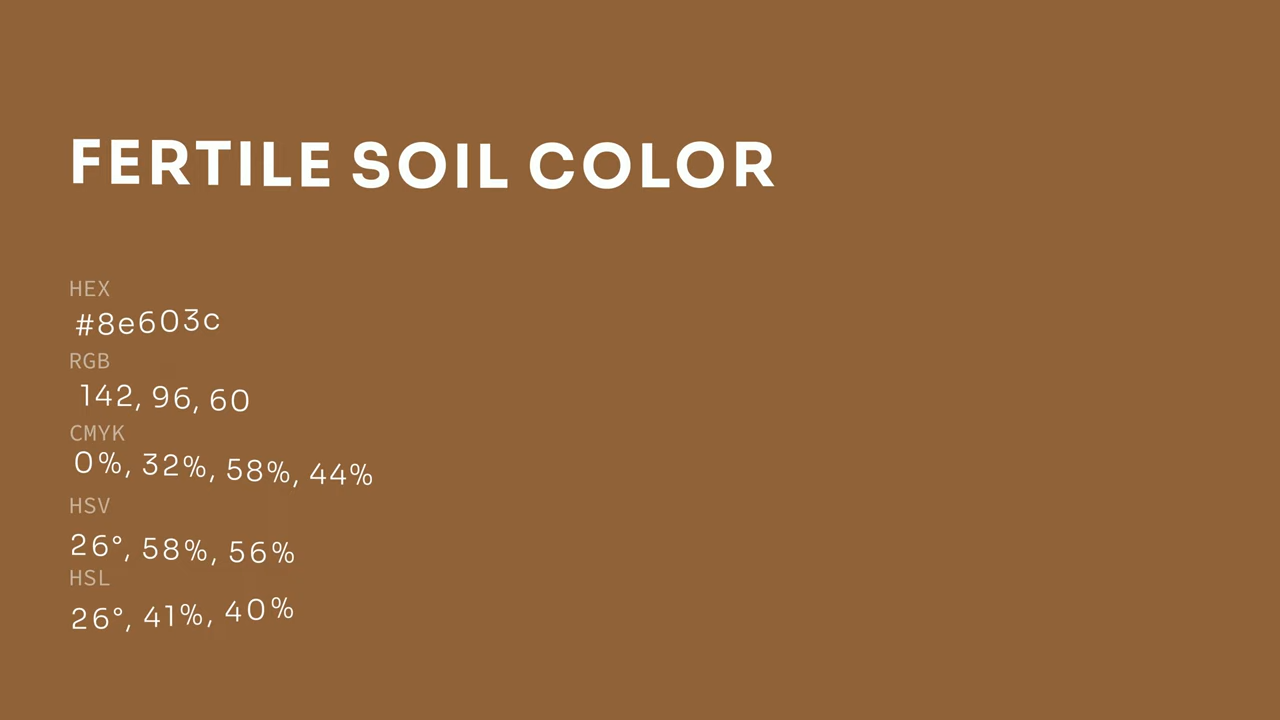 FERTILE SOIL COLOR
HEX
#8e603c
RGB
142, 96, 60
CMYK
0%, 32%, 58%, 44%
HSV
26°, 58%, 56%
HSL
26°, 41%, 40%